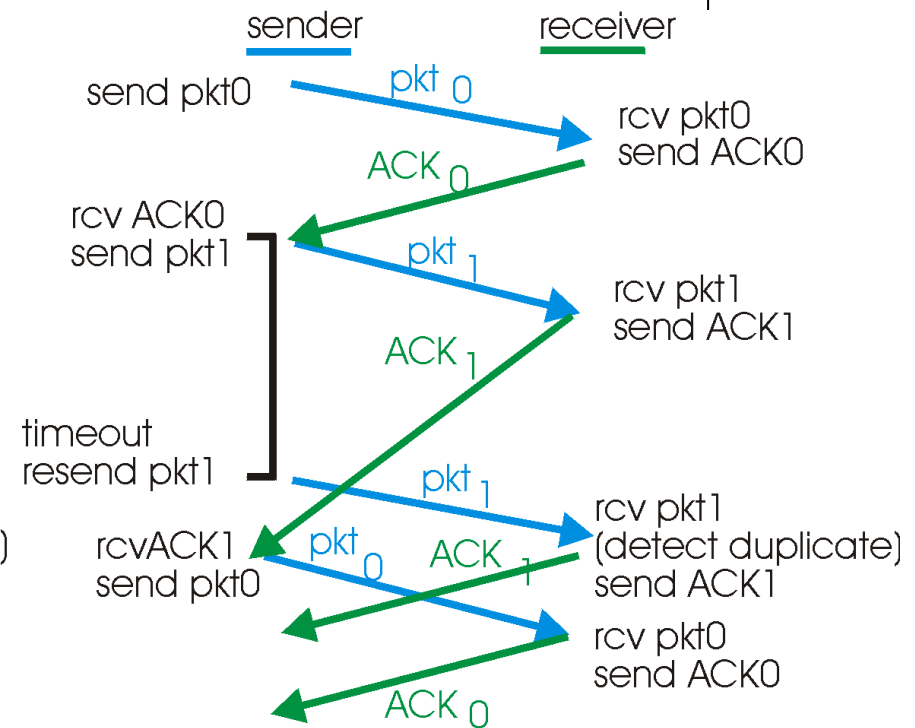 sender
receiver
send pkt0
pkt 0
rcv pkt0
send ACK0
ACK 0
rcv ACK0
send pkt1
pkt 1
rcv pkt1
send ACK1
ACK 1
timeout
resend pkt1
pkt 1
rcv pkt1
(detect duplicate)
send ACK1
)
rcvACK1
send pkt0
pkt 0
ACK 1
rcv pkt0
send ACK0
ACK 0